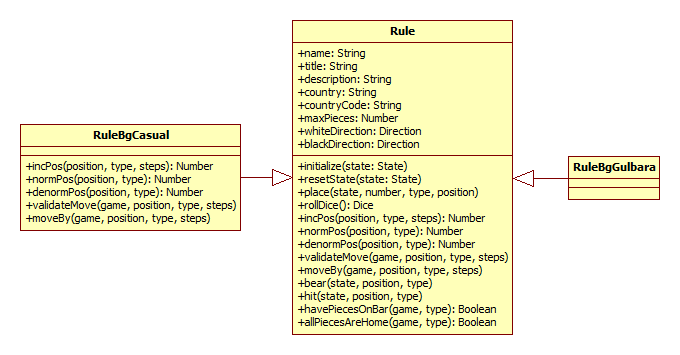 Rule
+name: String
+title: String
+description: String
+country: String
+countryCode: String
+maxPieces: Number
+whiteDirection: Direction
+blackDirection: Direction
+initialize(state: State)
+resetState(state: State)
+place(state, number, type, position)
+rollDice(): Dice
+incPos(position, type, steps): Number
+normPos(position, type): Number
+denormPos(position, type): Number
+validateMove(game, position, type, steps)
+moveBy(game, position, type, steps)
+bear(state, position, type)
+hit(state, position, type)
+havePiecesOnBar(game, type): Boolean
+allPiecesAreHome(game, type): Boolean
RuleBgCasual
+incPos(position, type, steps): Number
+normPos(position, type): Number
+denormPos(position, type): Number
+validateMove(game, position, type, steps)
+moveBy(game, position, type, steps)
RuleBgGulbara